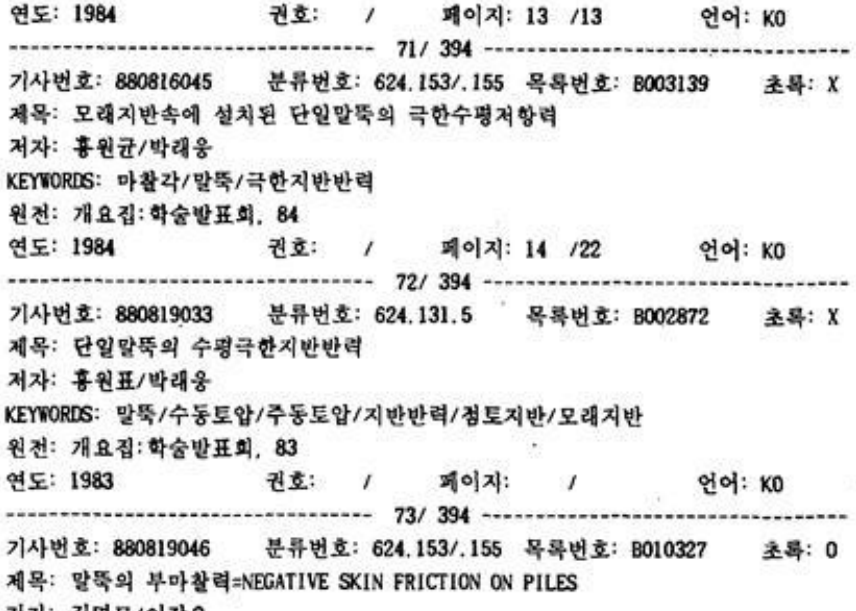 연도: 1984 권호: / 페이지: 13 /13 언어: KO
-------------------------------- 71/ 394 --------------------------------
기사번호: 880816045 분류번호: 624.153/.155 목록번호: B003139 초록: X
제목: 모래지반속에 설치된 단일말뚝의 극한수평저항력
저자: 홍원균/박래웅
KEYWORDS: 마찰각/말뚝/극한지반반력
원전: 개요집:학술발표회, 84
연도: 1984 권호: / 페이지: 14 /22 언어: KO
-------------------------------- 72/ 394 --------------------------------
기사번호: 880819033 분류번호: 624.131.5 목록번호: B002872 초록: X
제목: 단일말뚝의 수평극한지반반력
저자: 홍원표/박래웅
KEYWORDS: 말뚝/수동토압/주동토압/지반반력/점토지반/모래지반
원전: 개요집:학술발표회, 83
연도: 1983 권호: / 페이지: / 언어: KO
-------------------------------- 73/ 394 --------------------------------
기사번호: 880819046 분류번호: 624.153/.155 목록번호: B010327 초록: O
제목: 말뚝의 부마찰력=NEGATIVE SKIN FRICTION ON PILES